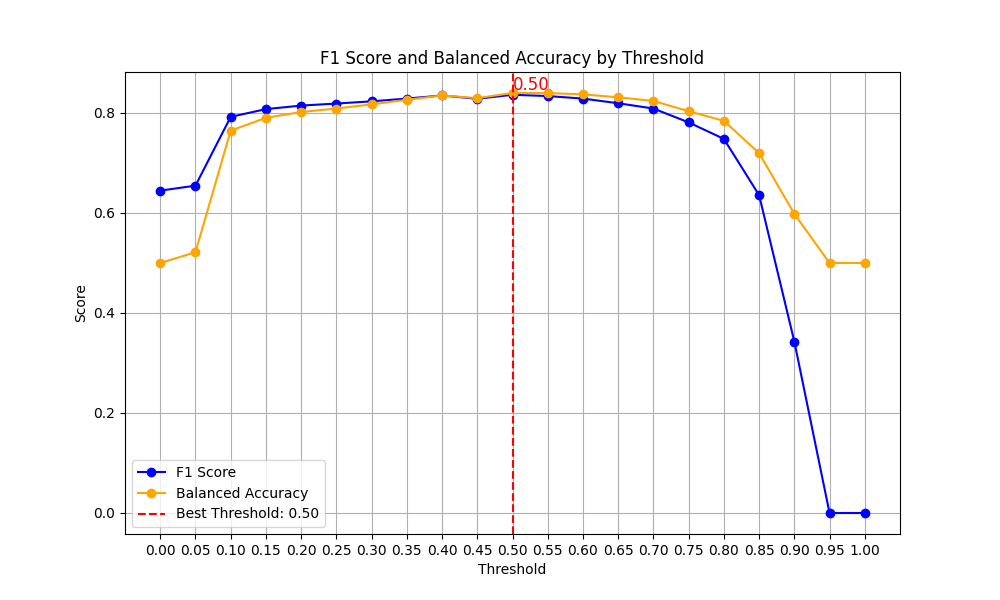 F1 Score and Balanced Accuracy by Threshold
0.50
Score
0.8
0.6
0.4
0.2
0.0
F1 Score
Balanced Accuracy
Best Threshold: 0.50
0.00 0.05 0.10 0.15 0.20 0.25 0.30 0.35 0.40 0.45 0.50 0.55 0.60 0.65 0.70 0.75 0.80 0.85 0.90 0.95 1.00
Threshold